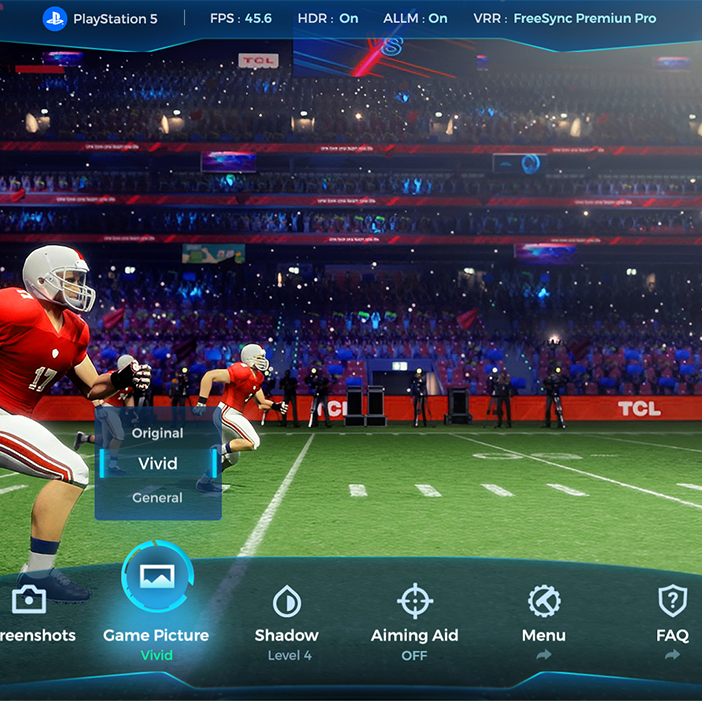 PlayStation 5
FPS : 45.6
HDR : On
ALLM : On
VRR : FreeSync Premiun Pro
TCL
TCL
17
Original
Vivid
General
reenshots
Game Picture
Vivid
Shadow
Level 4
Aiming Aid
OFF
Menu
FAQ